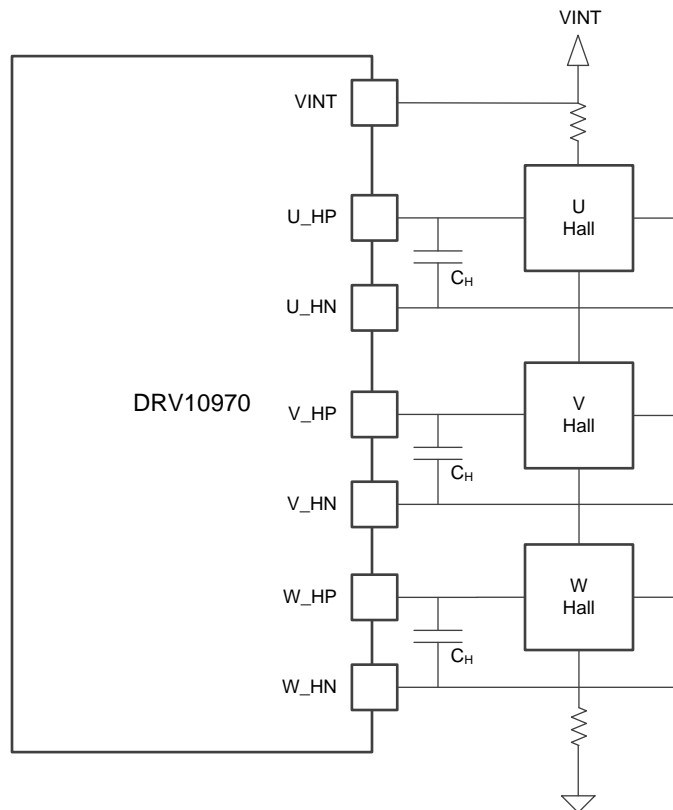 VINT
VINT
U_HP
U
Hall
C_H
U_HN
DRV10970
V_HP
V
Hall
C_H
V_HN
W_HP
W
Hall
C_H
W_HN